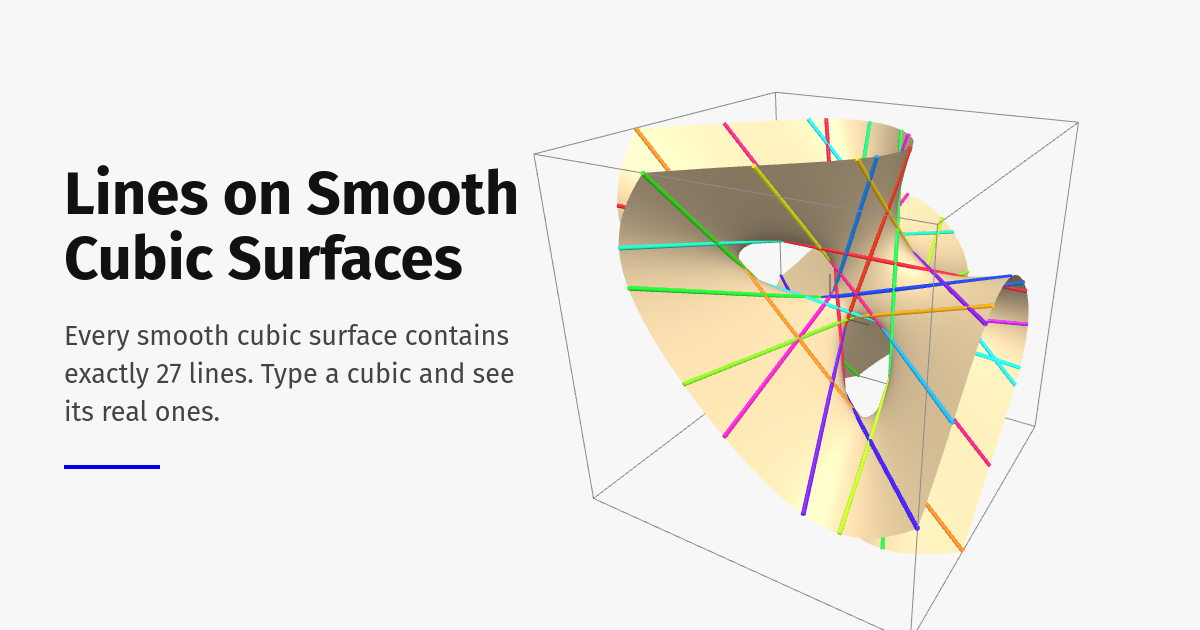 Lines on Smooth
Cubic Surfaces
Every smooth cubic surface contains
exactly 27 lines. Type a cubic and see
its real ones.